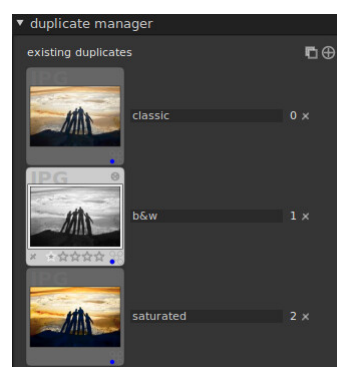 duplicate manager
existing duplicates
JPG
classic 0 ×
JPG
b&w 1 ×
JPG
saturated 2 ×